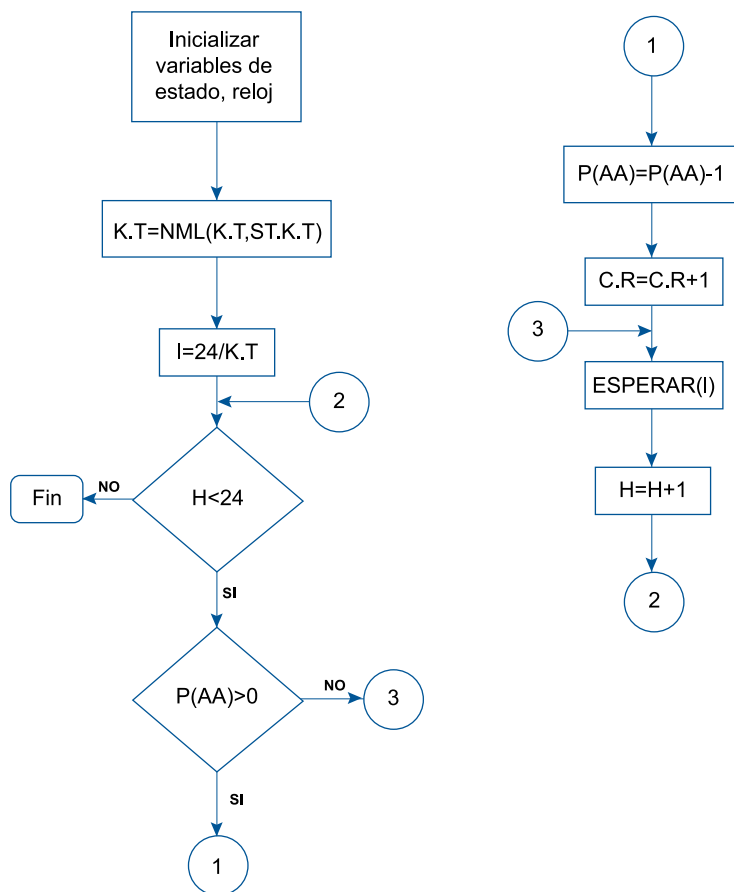 Inicializar
variables de
estado, reloj
K.T=NML(K.T,ST.K.T)
I=24/K.T
2
H<24
NO
Fin
SI
P(AA)>0
NO
3
SI
1
1
P(AA)=P(AA)-1
C.R=C.R+1
3
ESPERAR(I)
H=H+1
2